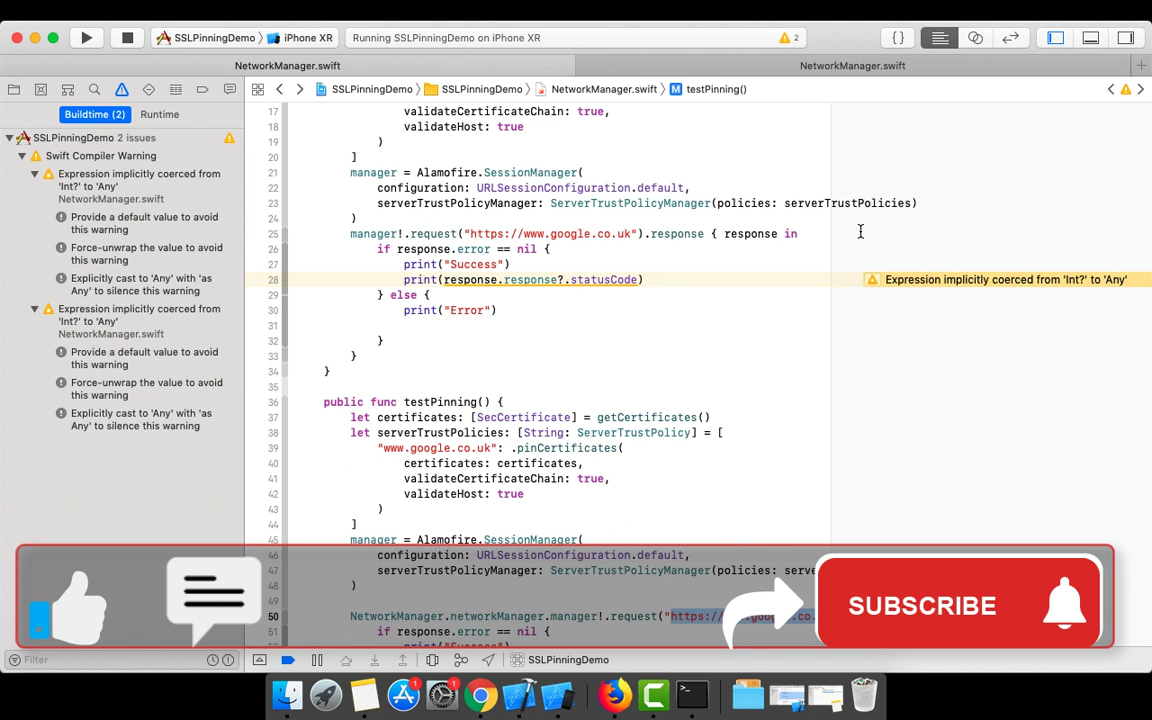 SSLPinningDemo
iPhone XR
Running SSLPinningDemo on iPhone XR
2
NetworkManager.swift
NetworkManager.swift
SSLPinningDemo
SSLPinningDemo
NetworkManager.swift
M testPinning()
Buildtime (2)
Runtime
SSLPinningDemo 2 issues
Swift Compiler Warning
Expression implicitly coerced from
'Int?' to 'Any'
NetworkManager.swift
Provide a default value to avoid
this warning
Force-unwrap the value to avoid
this warning
Explicitly cast to 'Any' with 'as
Any' to silence this warning
Expression implicitly coerced from
'Int?' to 'Any'
NetworkManager.swift
Provide a default value to avoid
this warning
Force-unwrap the value to avoid
this warning
Explicitly cast to 'Any' with 'as
Any' to silence this warning
Filter
17 validateCertificateChain: true,
18 validateHost: true
19 )
20 ]
21 manager = Alamofire.SessionManager(
22 configuration: URLSessionConfiguration.default,
23 serverTrustPolicyManager: ServerTrustPolicyManager(policies: serverTrustPolicies)
24 )
25 manager!.request("https://www.google.co.uk").response { response in
26 if response.error == nil {
27 print("Success")
28 print(response.response?.statusCode)
Expression implicitly coerced from 'Int?' to 'Any'
29 } else {
30 print("Error")
31
32 }
33 }
34 }
35
36 public func testPinning() {
37 let certificates: [SecCertificate] = getCertificates()
38 let serverTrustPolicies: [String: ServerTrustPolicy] = [
39 "www.google.co.uk": .pinCertificates(
40 certificates: certificates,
41 validateCertificateChain: true,
42 validateHost: true
43 )
44 ]
45 manager = Alamofire.SessionManager(
46 configuration: URLSessionConfiguration.default,
47 serverTrustPolicyManager: ServerTrustPolicyManager(policies:
48 )
50 NetworkManager.networkManager.manager!.request("
51 if response.error == nil {
SUBSCRIBE
SSLPinningDemo
1
1